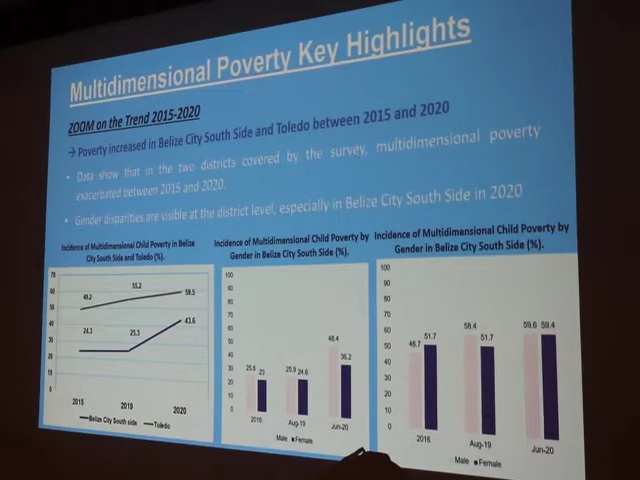 Multidimensional Poverty Key Highlights
ZOOM on the Trend 2015-2020
→ Poverty increased in Belize City South Side and Toledo between 2015 and 2020
• Data show that in the two districts covered by the survey, multidimensional poverty
exacerbated between 2015 and 2020.
• Gender disparities are visible at the district level, especially in Belize City South Side in 2020
Incidence of Multidimensional Child Poverty in Belize
City South Side and Toledo (%).
70
60
50
40
30
20
10
0
49.2
55.2
59.5
24.3
25.3
43.6
2015
2019
2020
Belize City South side
Toledo
Incidence of Multidimensional Child Poverty by
Gender in Belize City South Side (%).
100
90
80
70
60
50
40
30
20
10
0
25.8
23
25.9
24.6
48.4
36.2
2016
Aug-19
Jun-20
Male
Female
Incidence of Multidimensional Child Poverty by
Gender in Belize City South Side (%).
100
90
80
70
60
50
40
30
20
10
0
46.7
51.7
58.4
51.7
59.6
59.4
2016
Aug-19
Jun-20
Male
Female